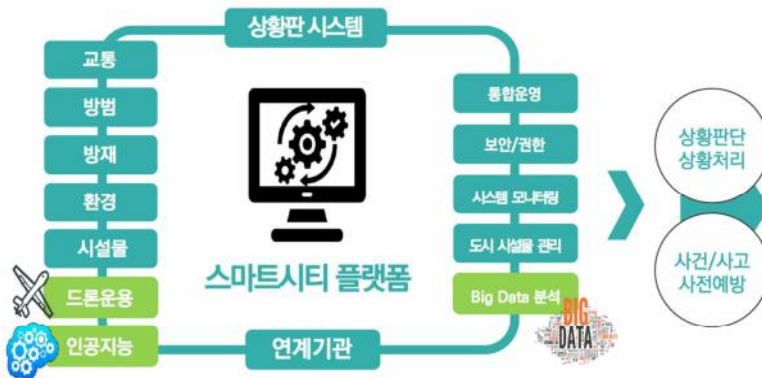 상황판 시스템
교통
방범
방재
환경
시설물
드론운용
인공지능
스마트시티 플랫폼
연계기관
통합운영
보안/권한
시스템 모니터링
도시 시설물 관리
Big Data 분석
BIG
DATA
상황판단
상황처리
사건/사고
사전예방